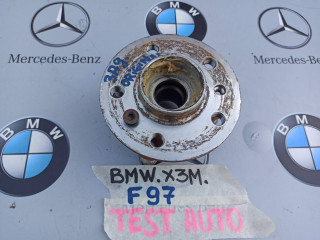 Mercedes-Benz
Mercedes-Benz
BMW
BMW
BMW
BMW. X3M.
F97
TEST AUTO